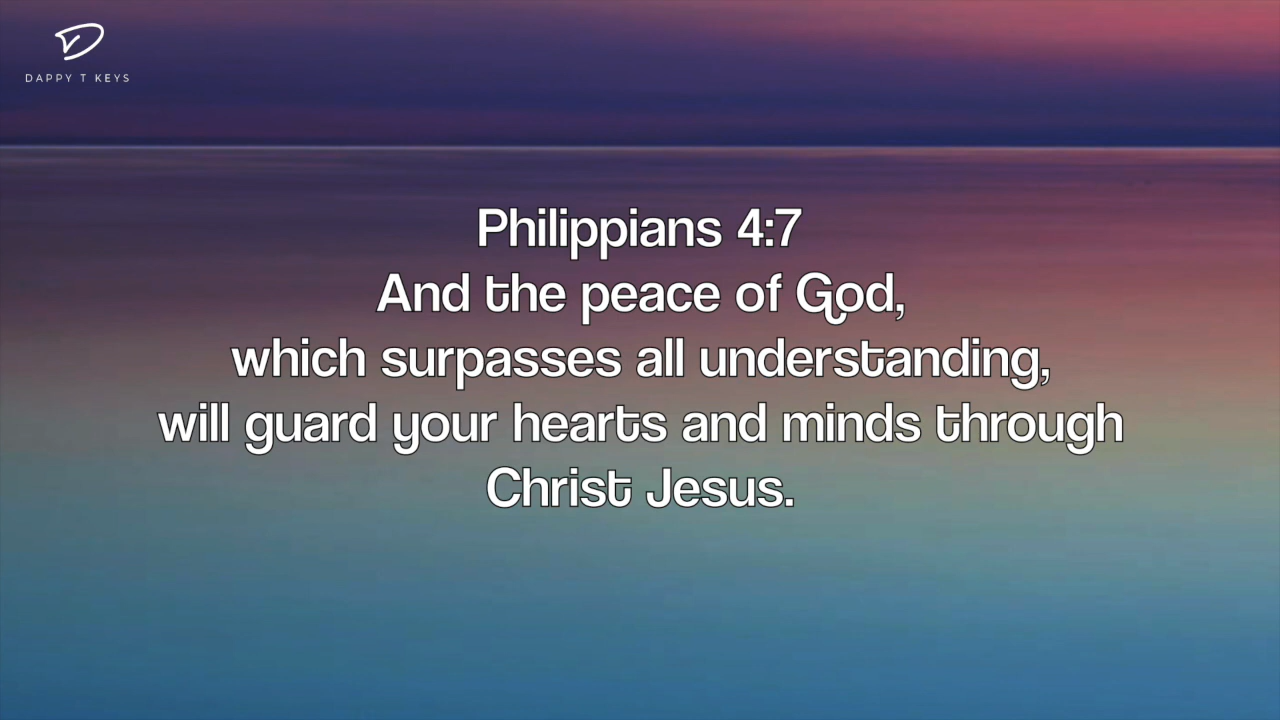 DAPPY T KEYS
Philippians 4:7
And the peace of God,
which surpasses all understanding,
will guard your hearts and minds through
Christ Jesus.